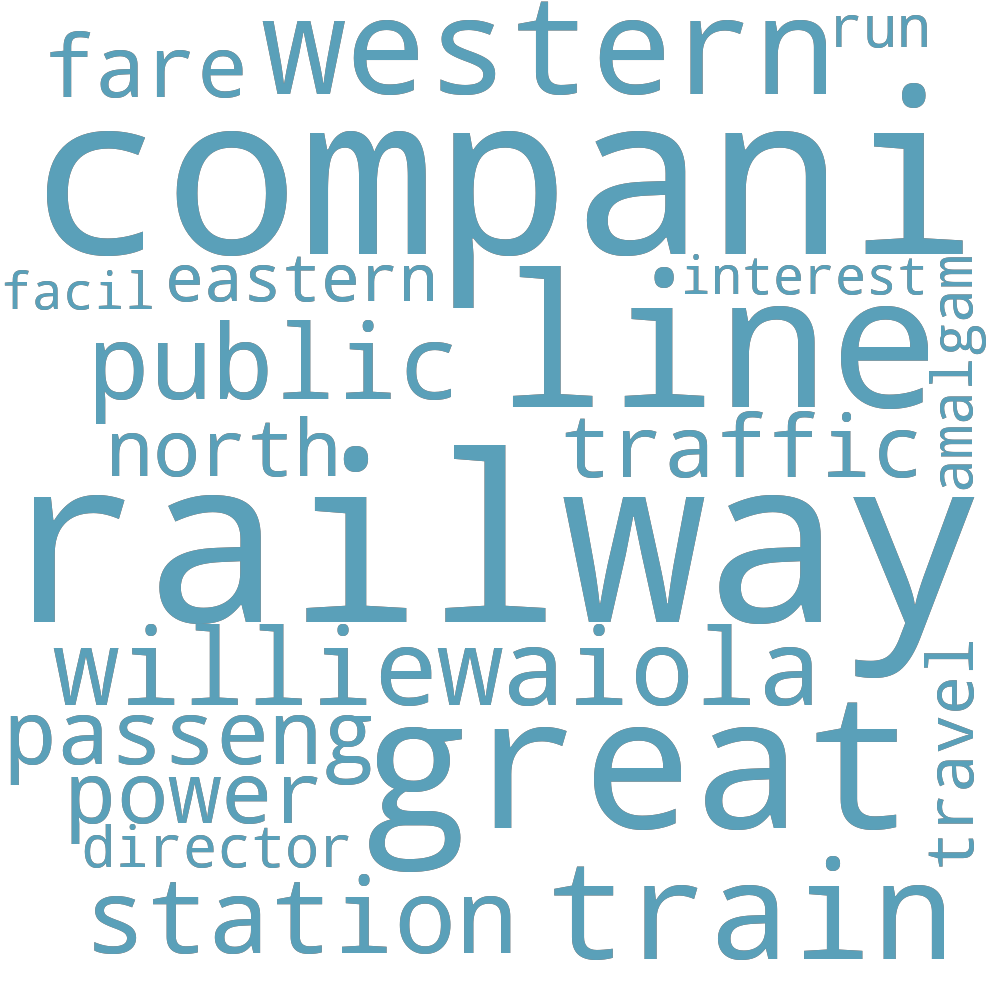 fare western run
compani
facil eastern line interest
amalgam
public
north traffic
railway
williewaiola
passeng great travel
power
director
station train